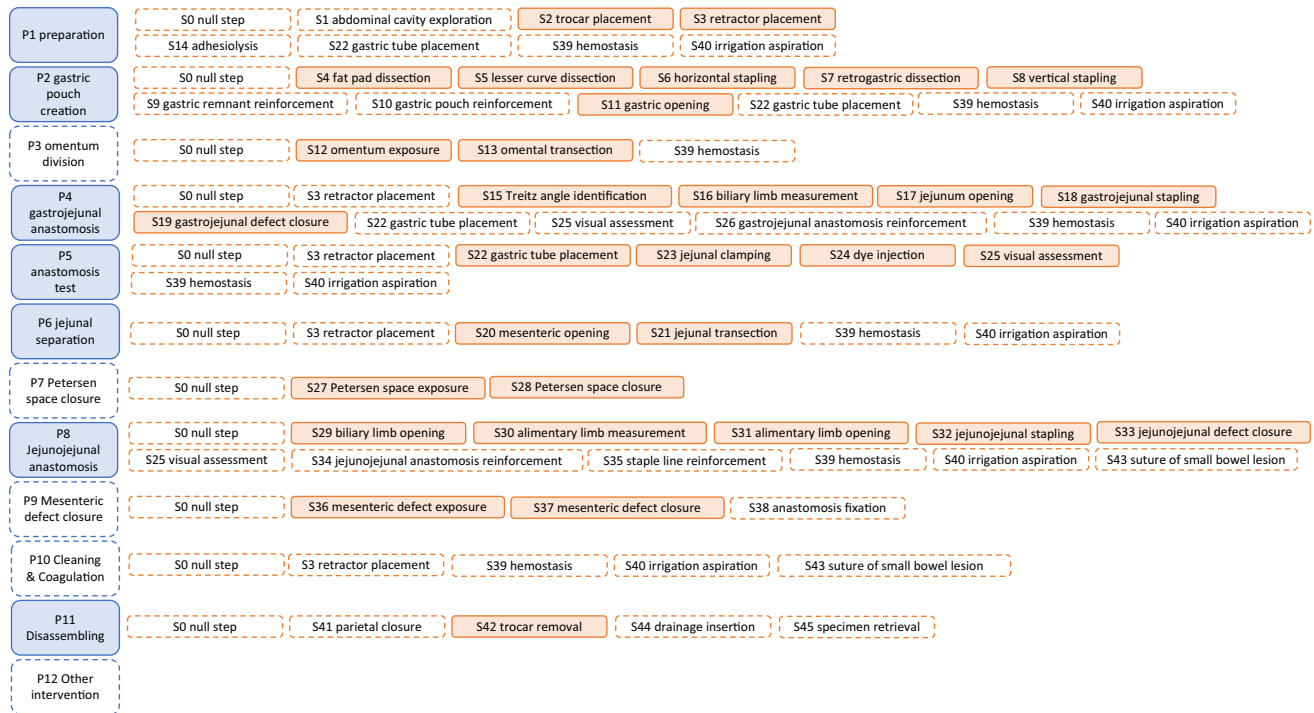 P1 preparation
S0 null step
S1 abdominal cavity exploration
S2 trocar placement
S3 retractor placement
S14 adhesiolysis
S22 gastric tube placement
S39 hemostasis
S40 irrigation aspiration
P2 gastric
pouch
creation
S0 null step
S4 fat pad dissection
S5 lesser curve dissection
S6 horizontal stapling
S7 retrogastric dissection
S8 vertical stapling
S9 gastric remnant reinforcement
S10 gastric pouch reinforcement
S11 gastric opening
S22 gastric tube placement
S39 hemostasis
S40 irrigation aspiration
P3 omentum
division
S0 null step
S12 omentum exposure
S13 omental transection
S39 hemostasis
P4
gastrojejunal
anastomosis
S0 null step
S3 retractor placement
S15 Treitz angle identification
S16 biliary limb measurement
S17 jejunum opening
S18 gastrojejunal stapling
S19 gastrojejunal defect closure
S22 gastric tube placement
S25 visual assessment
S26 gastrojejunal anastomosis reinforcement
S39 hemostasis
S40 irrigation aspiration
P5
anastomosis
test
S0 null step
S3 retractor placement
S22 gastric tube placement
S23 jejunal clamping
S24 dye injection
S25 visual assessment
S39 hemostasis
S40 irrigation aspiration
P6 jejunal
separation
S0 null step
S3 retractor placement
S20 mesenteric opening
S21 jejunal transection
S39 hemostasis
S40 irrigation aspiration
P7 Petersen
space closure
S0 null step
S27 Petersen space exposure
S28 Petersen space closure
P8
Jejunojejunal
anastomosis
S0 null step
S29 biliary limb opening
S30 alimentary limb measurement
S31 alimentary limb opening
S32 jejunojejunal stapling
S33 jejunojejunal defect closure
S25 visual assessment
S34 jejunojejunal anastomosis reinforcement
S35 staple line reinforcement
S39 hemostasis
S40 irrigation aspiration
S43 suture of small bowel lesion
P9 Mesenteric
defect closure
S0 null step
S36 mesenteric defect exposure
S37 mesenteric defect closure
S38 anastomosis fixation
P10 Cleaning
& Coagulation
S0 null step
S3 retractor placement
S39 hemostasis
S40 irrigation aspiration
S43 suture of small bowel lesion
P11
Disassembling
S0 null step
S41 parietal closure
S42 trocar removal
S44 drainage insertion
S45 specimen retrieval
P12 Other
intervention